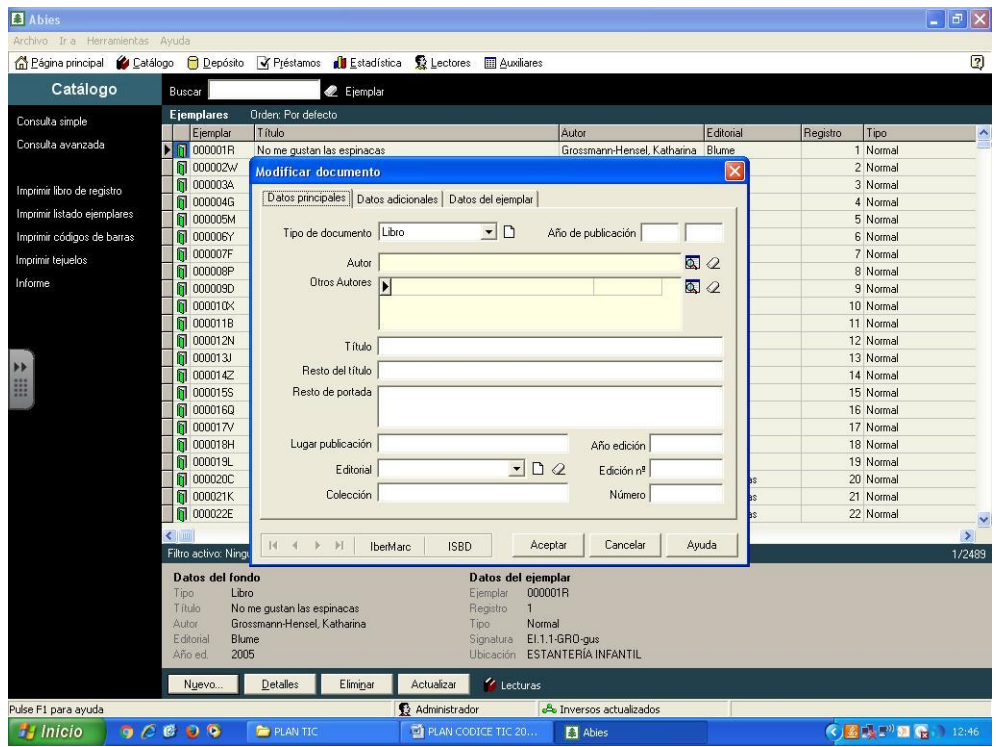 Abies
Archivo Ir a Herramientas Ayuda
Página principal Catálogo Depósito Préstamos Estadística Lectores Auxiliares
Catálogo
Buscar Ejemplar
Consulta simple
Consulta avanzada
Imprimir libro de registro
Imprimir listado ejemplares
Imprimir códigos de barras
Imprimir tejuelos
Informe
Ejemplares Orden: Por defecto
Ejemplar Título Autor Editorial Registro Tipo
000001R No me gustan las espinacas Grossmann-Hensel, Katharina Blume 1 Normal
000002W 2 Normal
000003A 3 Normal
000004G 4 Normal
000005M 5 Normal
000006Y 6 Normal
000007F 7 Normal
000008P 8 Normal
000009D 9 Normal
000010X 10 Normal
000011B 11 Normal
000012N 12 Normal
000013J 13 Normal
000014Z 14 Normal
000015S 15 Normal
000016Q 16 Normal
000017V 17 Normal
000018H 18 Normal
000019L 19 Normal
000020C as 20 Normal
000021K as 21 Normal
000022E as 22 Normal
Modificar documento
Datos principales Datos adicionales Datos del ejemplar
Tipo de documento Libro Año de publicación
Autor
Otros Autores
Título
Resto del título
Resto de portada
Lugar publicación Año edición
Editorial Edición nº
Colección Número
IberMarc ISBD Aceptar Cancelar Ayuda
Filtro activo: Ning 1/2489
Datos del fondo
Tipo Libro
Título No me gustan las espinacas
Autor Grossmann-Hensel, Katharina
Editorial Blume
Año ed. 2005
Datos del ejemplar
Ejemplar 000001R
Registro 1
Tipo Normal
Signatura EI.1.1-GRO-gus
Ubicación ESTANTERÍA INFANTIL
Nuevo... Detalles Eliminar Actualizar Lecturas
Pulse F1 para ayuda Administrador Inversos actualizados
Inicio PLAN TIC PLAN CODICE TIC 20... Abies 12:46